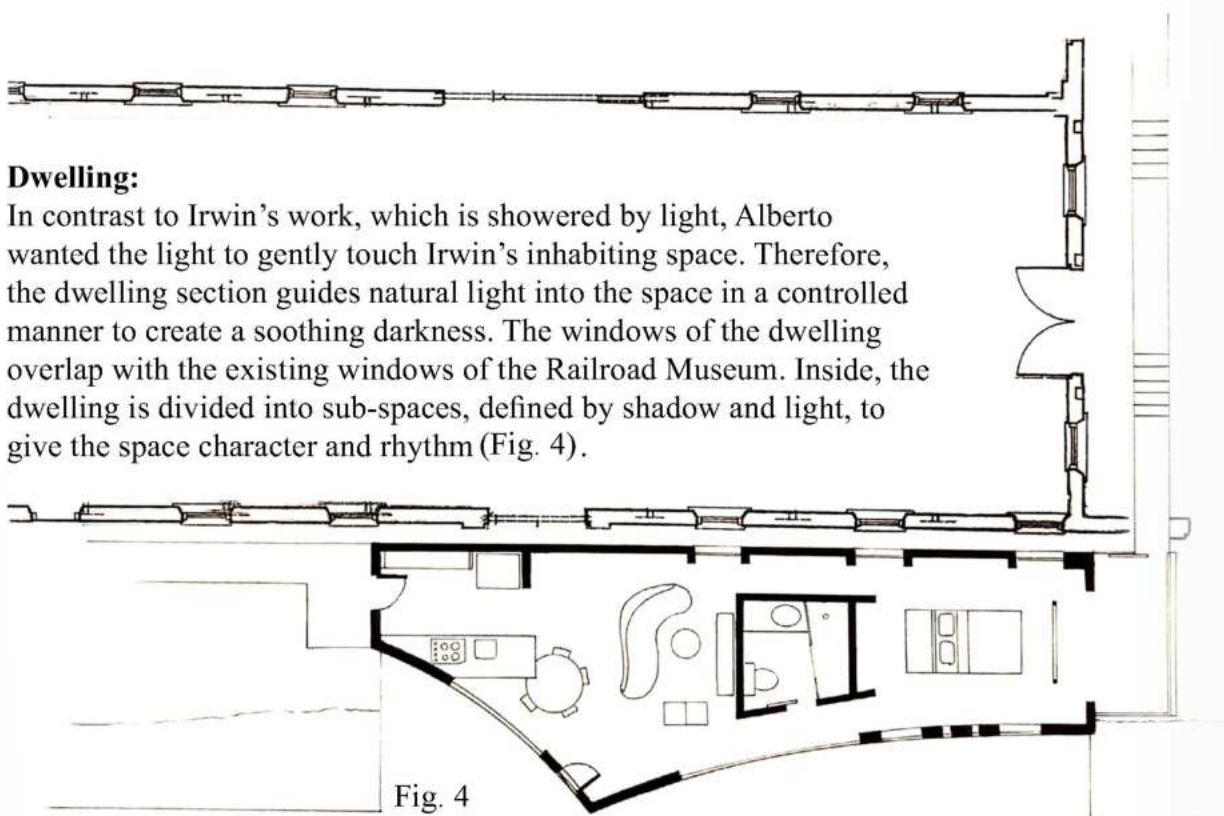 Dwelling:
In contrast to Irwin's work, which is showered by light, Alberto
wanted the light to gently touch Irwin's inhabiting space. Therefore,
the dwelling section guides natural light into the space in a controlled
manner to create a soothing darkness. The windows of the dwelling
overlap with the existing windows of the Railroad Museum. Inside, the
dwelling is divided into sub-spaces, defined by shadow and light, to
give the space character and rhythm (Fig. 4).
Fig. 4